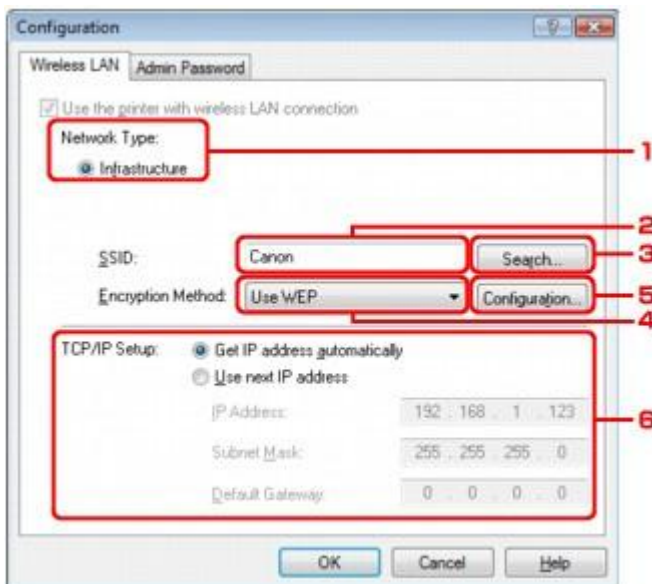 Configuration
Wireless LAN Admin Password
Use the printer with wireless LAN connection
Network Type:
1
Infrastructure
2
SSID: Canon Search... 3
Encryption Method: Use WEP Configuration... 5
4
TCP/IP Setup: Get IP address automatically
Use next IP address
IP Address: 192 . 168 . 1 . 123
6
Subnet Mask: 255 . 255 . 255 . 0
Default Gateway: 0 . 0 . 0 . 0
OK Cancel Help